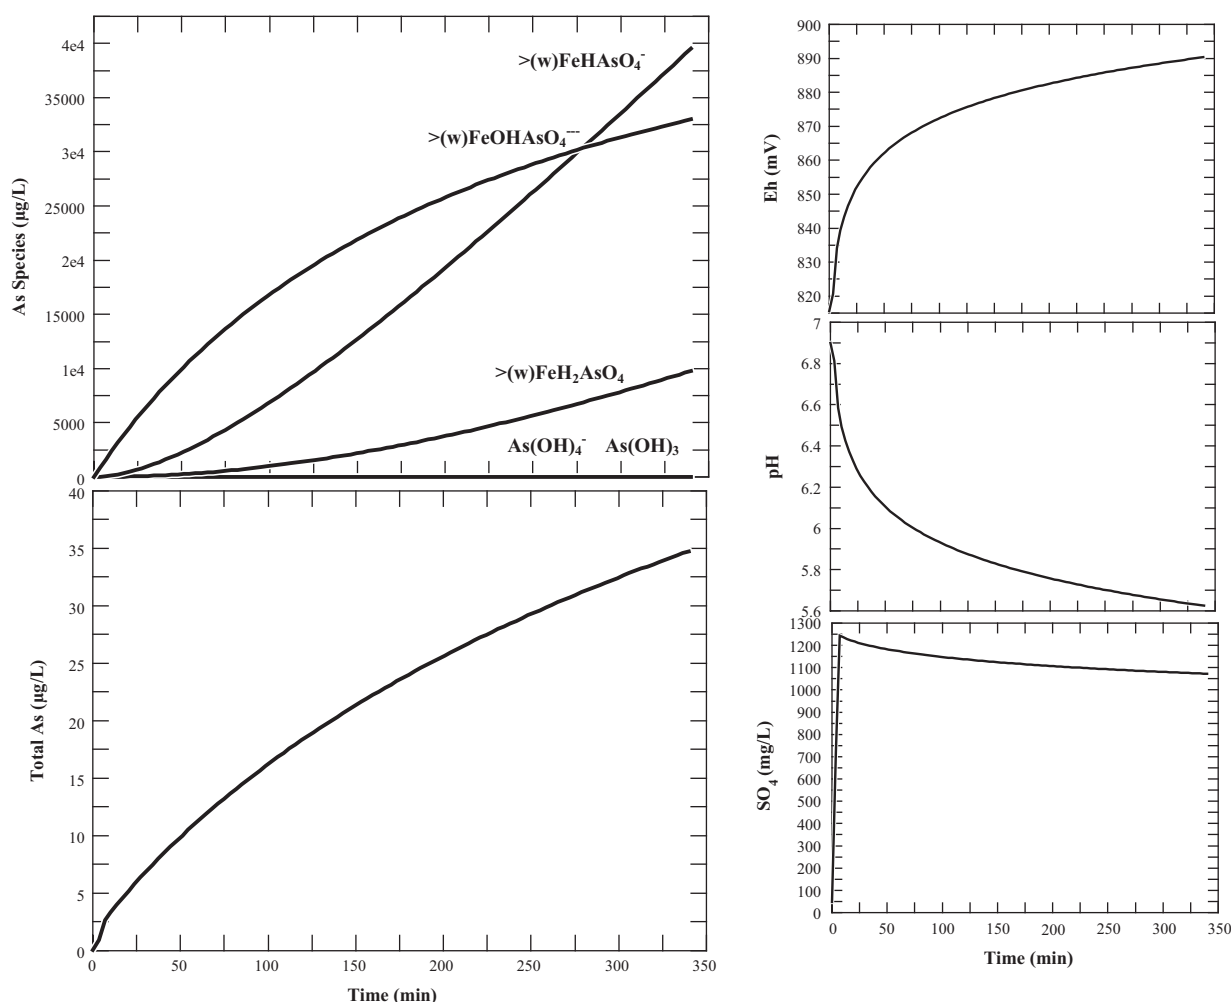 4e4
35000
3e4
25000
2e4
15000
1e4
5000
0
As Species (µg/L)
>(w)FeHAsO₄⁻
>(w)FeOHAsO₄⁻⁻⁻
>(w)FeH₂AsO₄
As(OH)₄⁻ As(OH)₃
40
35
30
25
20
15
10
5
0
Total As (µg/L)
0 50 100 150 200 250 300 350
Time (min)
900
890
880
870
860
850
840
830
820
Eh (mV)
7
6.8
6.6
6.4
6.2
6
5.8
5.6
pH
1300
1200
1100
1000
900
800
700
600
500
400
300
200
100
0
SO₄ (mg/L)
0 50 100 150 200 250 300 350
Time (min)